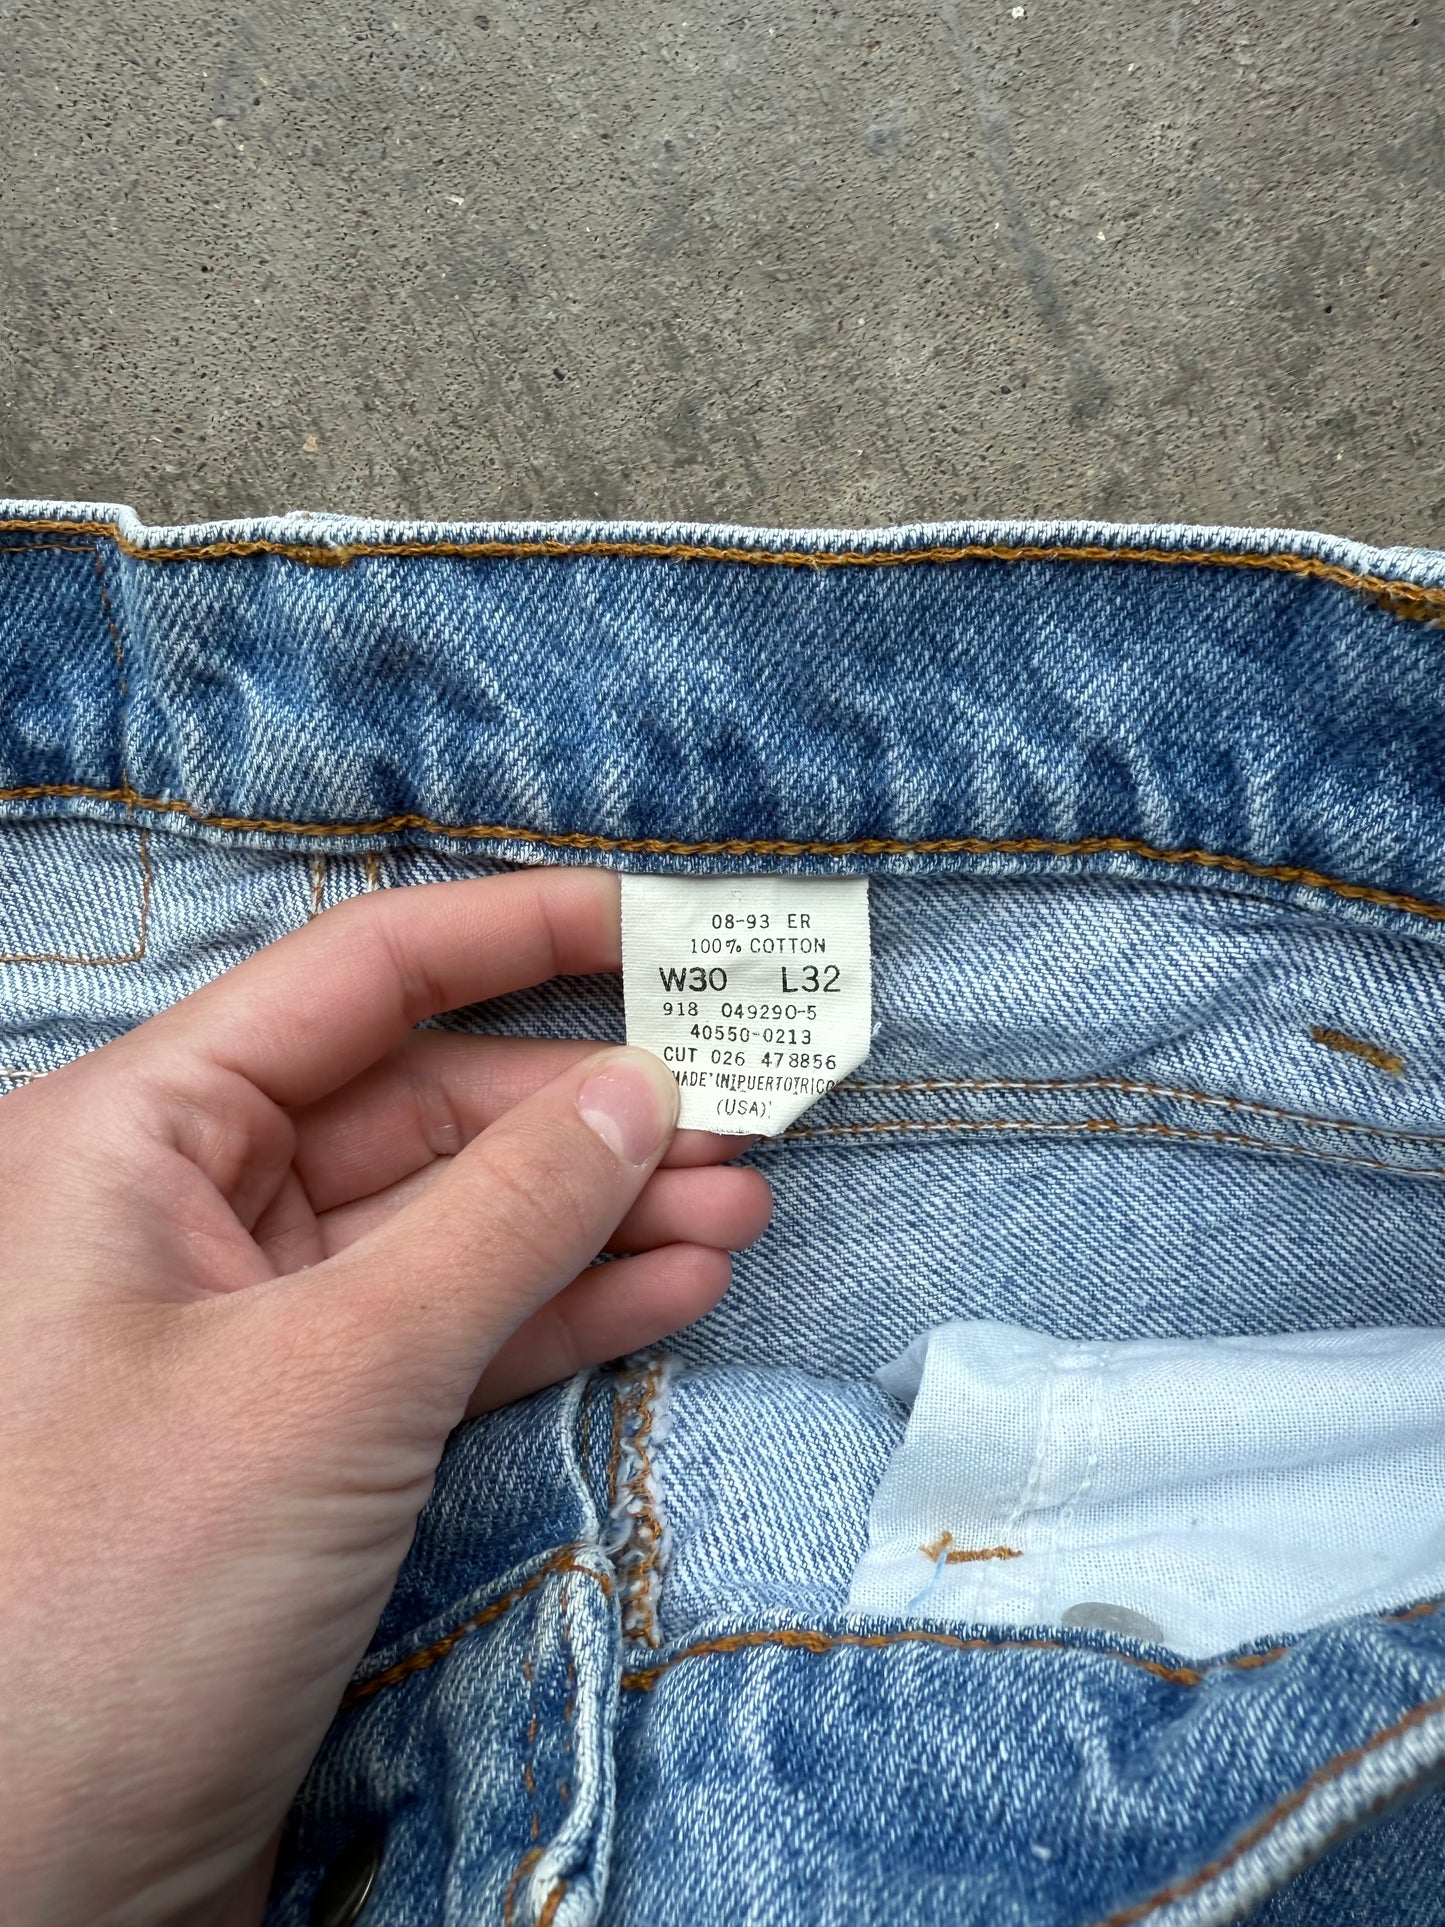 08-93 ER
100% COTTON
W30 L32
918 049290-5
40550-0213
CUT 026 478856
MADE IN PUERTO RICO
(USA)